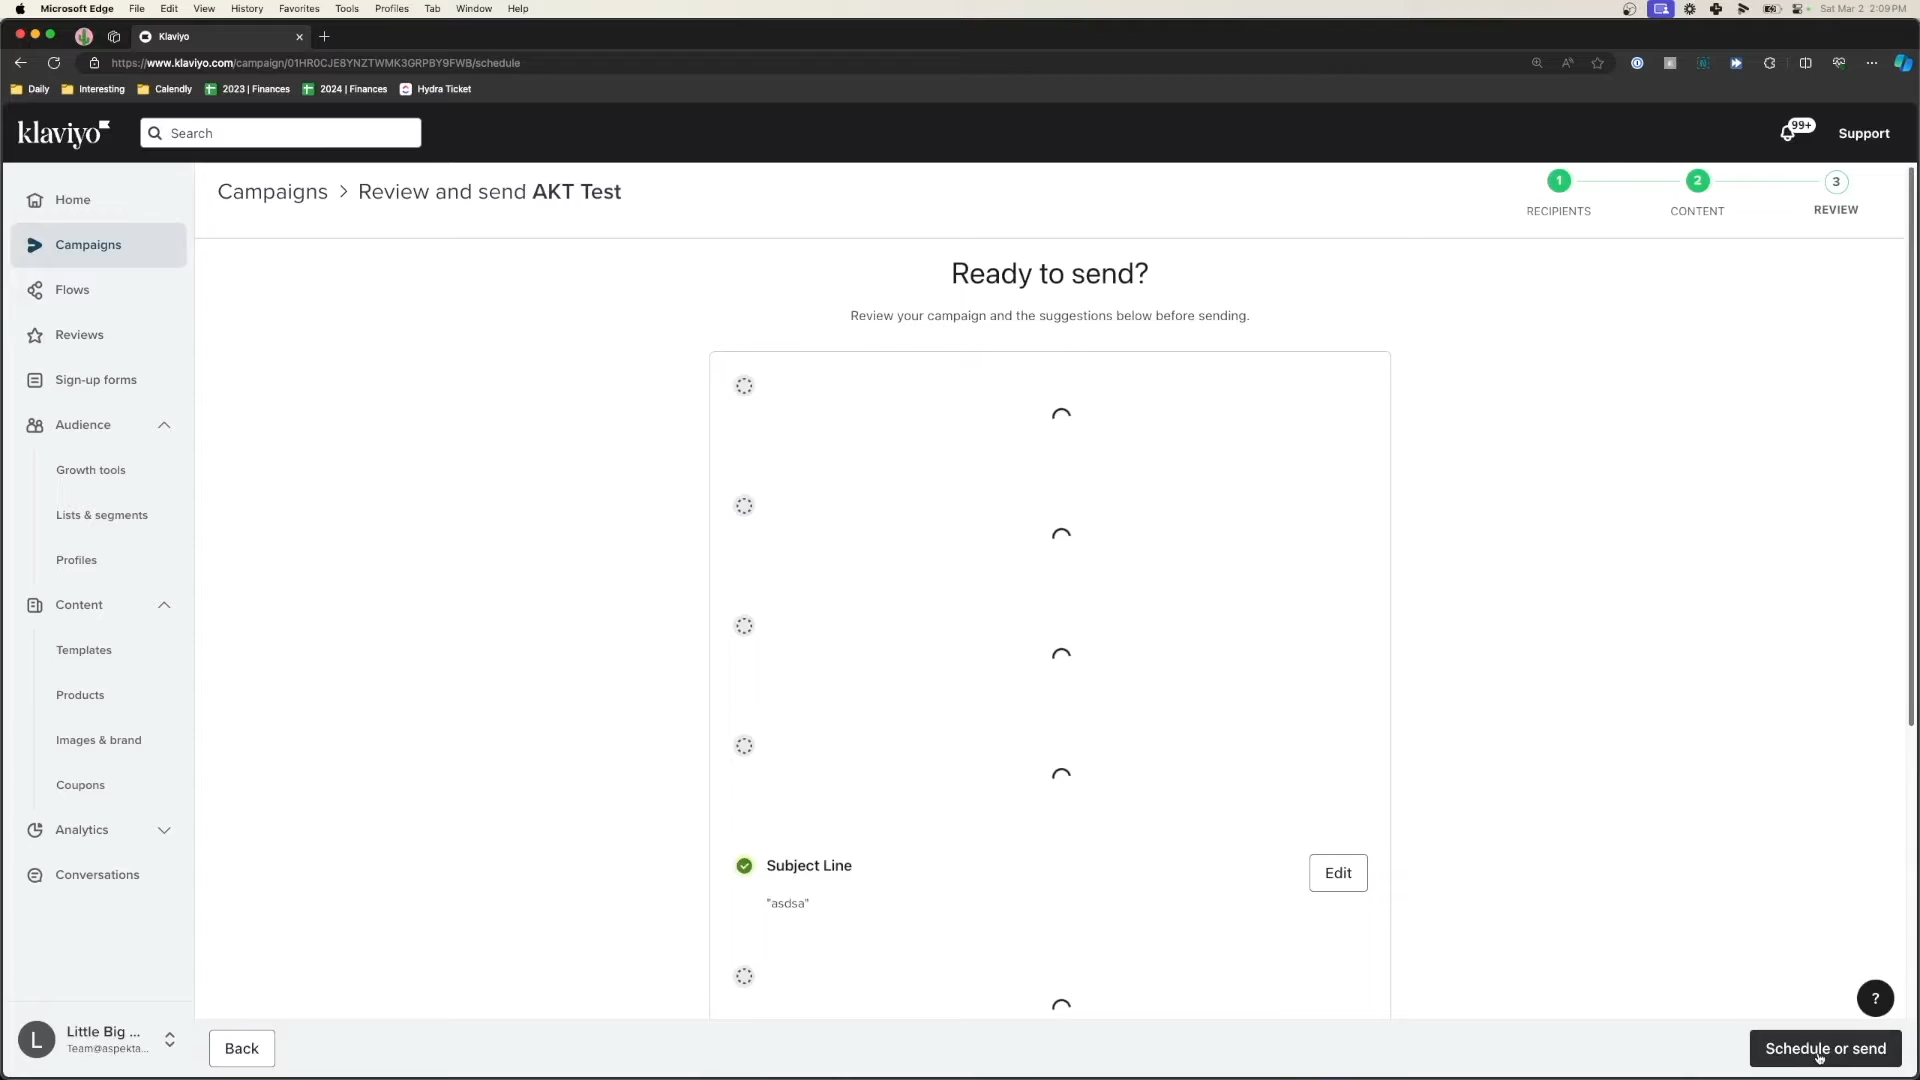 Microsoft Edge File Edit View History Favorites Tools Profiles Tab Window Help Sat Mar 2 2:09 PM
Klaviyo
https://www.klaviyo.com/campaign/01HR0CJE8YNZTWMK3GRPBY9FWB/schedule
Daily Interesting Calendly 2023 | Finances 2024 | Finances Hydra Ticket
klaviyo Search 99+ Support
Home
Campaigns
Flows
Reviews
Sign-up forms
Audience
Growth tools
Lists & segments
Profiles
Content
Templates
Products
Images & brand
Coupons
Analytics
Conversations
L Little Big ...
Team@aspekta...
Campaigns > Review and send AKT Test
1 2 3
RECIPIENTS CONTENT REVIEW
Ready to send?
Review your campaign and the suggestions below before sending.
Subject Line Edit
"asdsa"
?
Back Schedule or send